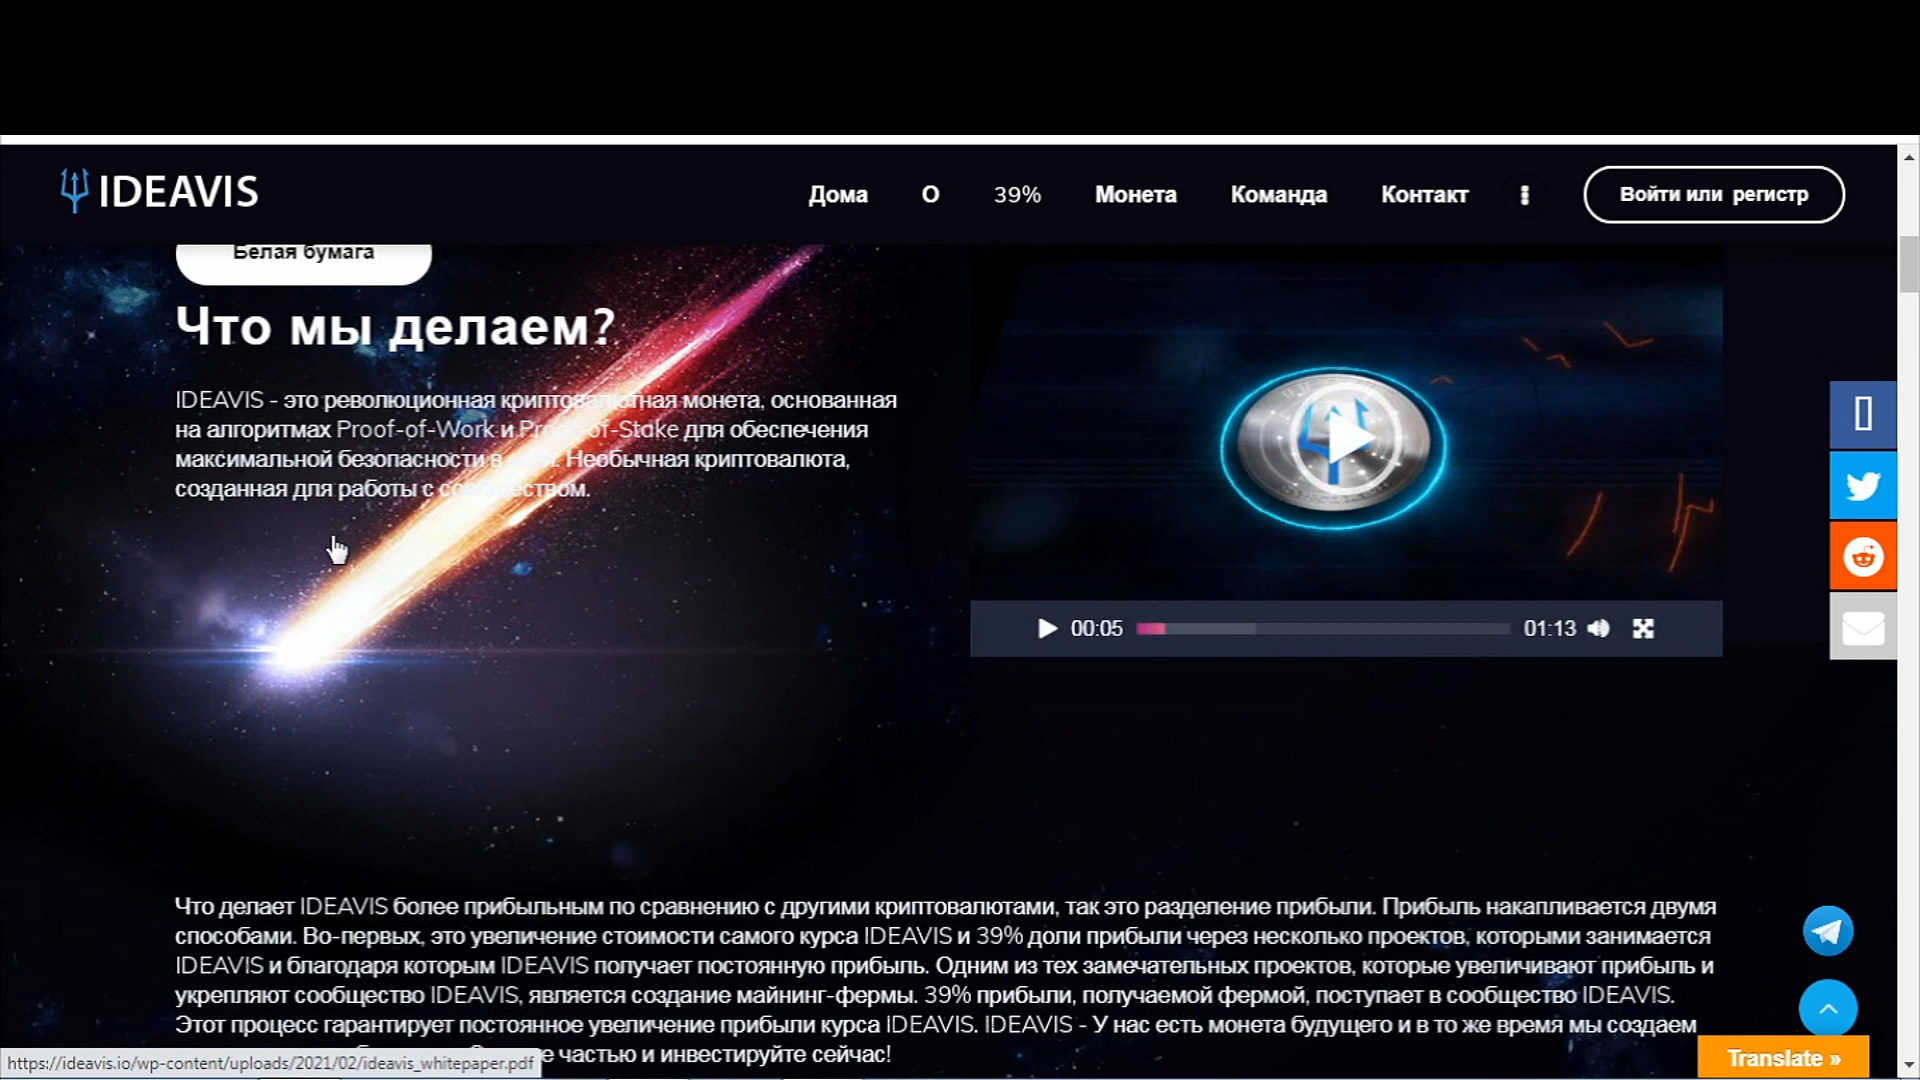 IDEAVIS
Дома О 39% Монета Команда Контакт Войти или регистр
Белая бумага
Что мы делаем?
IDEAVIS - это революционная криптовалютная монета, основанная
на алгоритмах Proof-of-Work и Proof-of-Stake для обеспечения
максимальной безопасности в Необычная криптовалюта,
созданная для работы с сообществом.
00:05 01:13
Что делает IDEAVIS более прибыльным по сравнению с другими криптовалютами, так это разделение прибыли. Прибыль накапливается двумя
способами. Во-первых, это увеличение стоимости самого курса IDEAVIS и 39% доли прибыли через несколько проектов, которыми занимается
IDEAVIS и благодаря которым IDEAVIS получает постоянную прибыль. Одним из тех замечательных проектов, которые увеличивают прибыль и
укрепляют сообщество IDEAVIS, является создание майнинг-фермы. 39% прибыли, получаемой фермой, поступает в сообщество IDEAVIS.
Этот процесс гарантирует постоянное увеличение прибыли курса IDEAVIS. IDEAVIS - У нас есть монета будущего и в то же время мы создаем
частью и инвестируйте сейчас!
https://ideavis.io/wp-content/uploads/2021/02/ideavis_whitepaper.pdf
Translate »